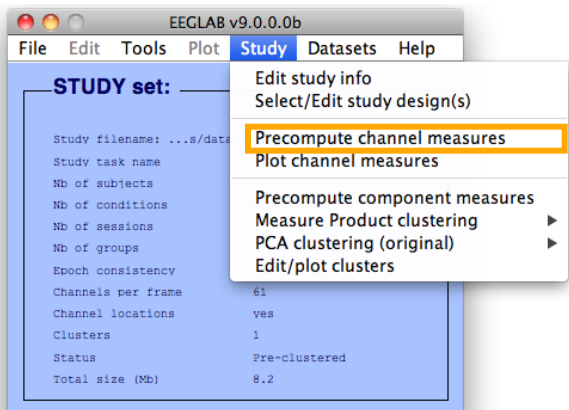 EEGLAB v9.0.0.0b
File Edit Tools Plot Study Datasets Help
STUDY set:
Edit study info
Select/Edit study design(s)
Precompute channel measures
Plot channel measures
Precompute component measures
Measure Product clustering
PCA clustering (original)
Edit/plot clusters
Study filename: ...s/data
Study task name
Nb of subjects
Nb of conditions
Nb of sessions
Nb of groups
Epoch consistency
Channels per frame 61
Channel locations yes
Clusters 1
Status Pre-clustered
Total size (Mb) 8.2